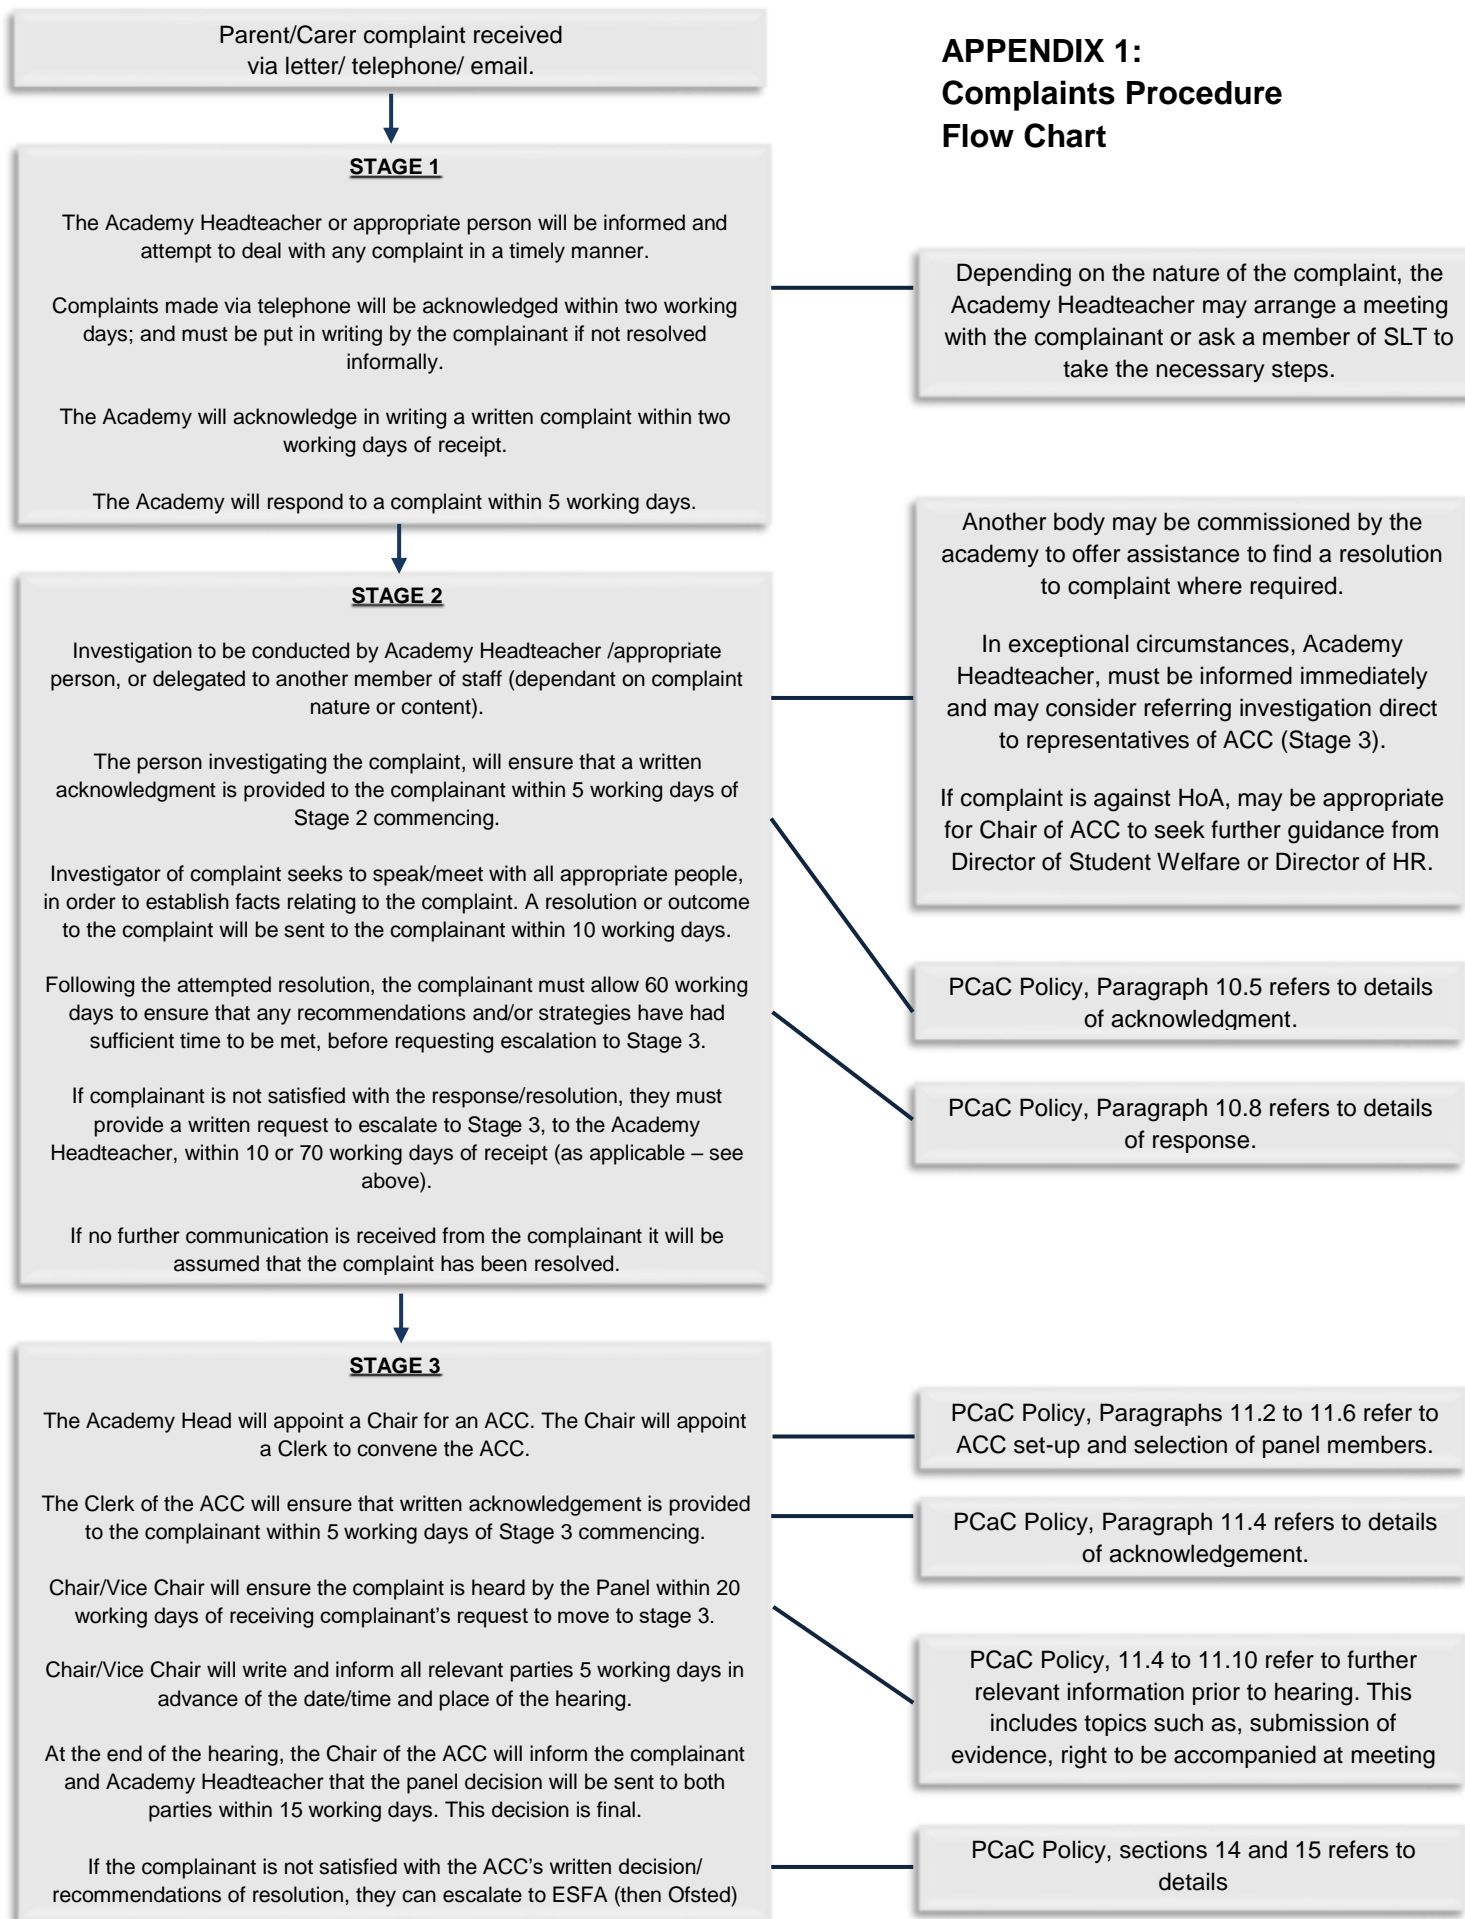 Parent/Carer complaint received
via letter/ telephone/ email.
APPENDIX 1:
Complaints Procedure
Flow Chart
STAGE 1
The Academy Headteacher or appropriate person will be informed and
attempt to deal with any complaint in a timely manner.
Complaints made via telephone will be acknowledged within two working
days; and must be put in writing by the complainant if not resolved
informally.
The Academy will acknowledge in writing a written complaint within two
working days of receipt.
The Academy will respond to a complaint within 5 working days.
Depending on the nature of the complaint, the
Academy Headteacher may arrange a meeting
with the complainant or ask a member of SLT to
take the necessary steps.
STAGE 2
Investigation to be conducted by Academy Headteacher /appropriate
person, or delegated to another member of staff (dependant on complaint
nature or content).
The person investigating the complaint, will ensure that a written
acknowledgment is provided to the complainant within 5 working days of
Stage 2 commencing.
Investigator of complaint seeks to speak/meet with all appropriate people,
in order to establish facts relating to the complaint. A resolution or outcome
to the complaint will be sent to the complainant within 10 working days.
Following the attempted resolution, the complainant must allow 60 working
days to ensure that any recommendations and/or strategies have had
sufficient time to be met, before requesting escalation to Stage 3.
If complainant is not satisfied with the response/resolution, they must
provide a written request to escalate to Stage 3, to the Academy
Headteacher, within 10 or 70 working days of receipt (as applicable – see
above).
If no further communication is received from the complainant it will be
assumed that the complaint has been resolved.
Another body may be commissioned by the
academy to offer assistance to find a resolution
to complaint where required.
In exceptional circumstances, Academy
Headteacher, must be informed immediately
and may consider referring investigation direct
to representatives of ACC (Stage 3).
If complaint is against HoA, may be appropriate
for Chair of ACC to seek further guidance from
Director of Student Welfare or Director of HR.
PCaC Policy, Paragraph 10.5 refers to details
of acknowledgment.
PCaC Policy, Paragraph 10.8 refers to details
of response.
STAGE 3
The Academy Head will appoint a Chair for an ACC. The Chair will appoint
a Clerk to convene the ACC.
The Clerk of the ACC will ensure that written acknowledgement is provided
to the complainant within 5 working days of Stage 3 commencing.
Chair/Vice Chair will ensure the complaint is heard by the Panel within 20
working days of receiving complainant's request to move to stage 3.
Chair/Vice Chair will write and inform all relevant parties 5 working days in
advance of the date/time and place of the hearing.
At the end of the hearing, the Chair of the ACC will inform the complainant
and Academy Headteacher that the panel decision will be sent to both
parties within 15 working days. This decision is final.
If the complainant is not satisfied with the ACC's written decision/
recommendations of resolution, they can escalate to ESFA (then Ofsted)
PCaC Policy, Paragraphs 11.2 to 11.6 refer to
ACC set-up and selection of panel members.
PCaC Policy, Paragraph 11.4 refers to details
of acknowledgement.
PCaC Policy, 11.4 to 11.10 refer to further
relevant information prior to hearing. This
includes topics such as, submission of
evidence, right to be accompanied at meeting
PCaC Policy, sections 14 and 15 refers to
details